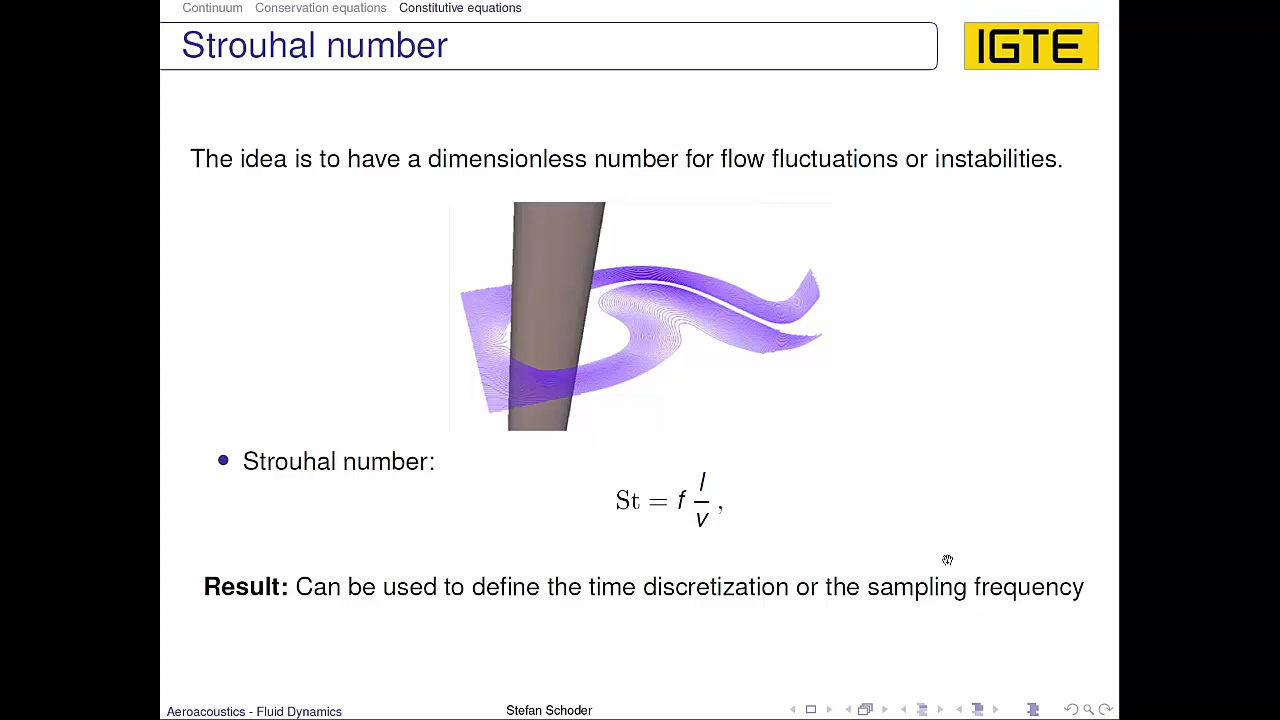 Continuum Conservation equations Constitutive equations
Strouhal number
IGTE
The idea is to have a dimensionless number for flow fluctuations or instabilities.
• Strouhal number:
St = f l/v ,
Result: Can be used to define the time discretization or the sampling frequency
Aeroacoustics - Fluid Dynamics Stefan Schoder